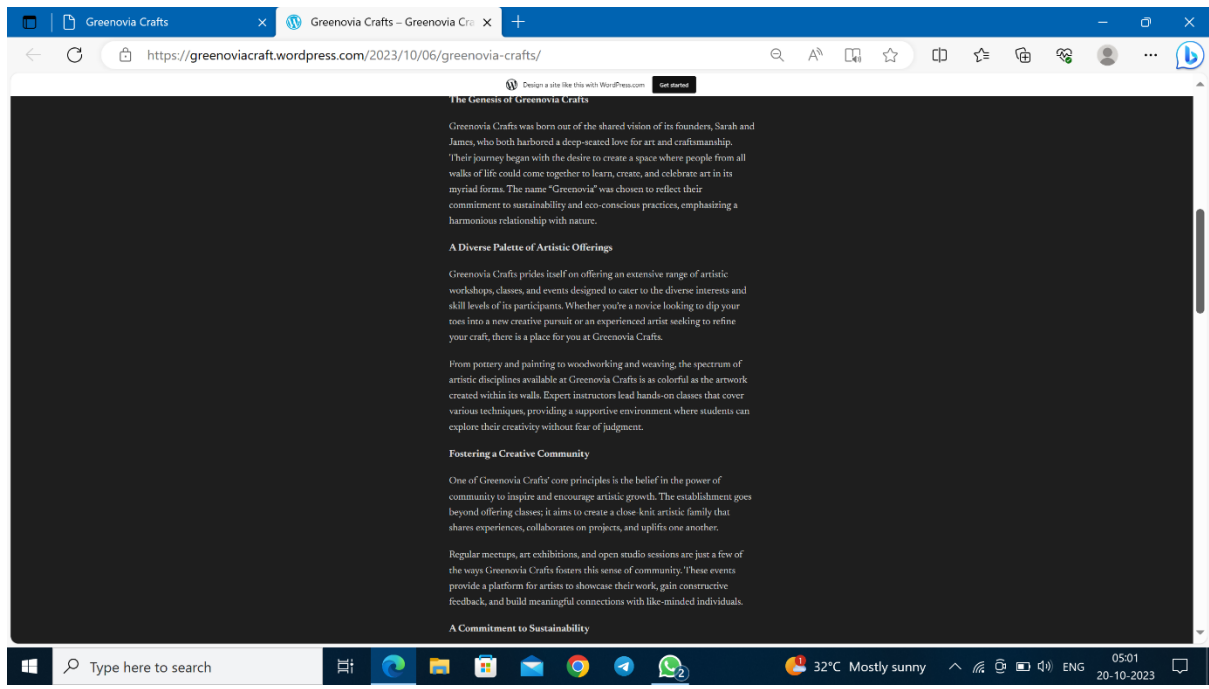 Greenovia Crafts
Greenovia Crafts – Greenovia Cra
https://greenoviacraft.wordpress.com/2023/10/06/greenovia-crafts/
Design a site like this with WordPress.com Get started
The Genesis of Greenovia Crafts
Greenovia Crafts was born out of the shared vision of its founders, Sarah and
James, who both harbored a deep-seated love for art and craftsmanship.
Their journey began with the desire to create a space where people from all
walks of life could come together to learn, create, and celebrate art in its
myriad forms. The name “Greenovia” was chosen to reflect their
commitment to sustainability and eco-conscious practices, emphasizing a
harmonious relationship with nature.
A Diverse Palette of Artistic Offerings
Greenovia Crafts prides itself on offering an extensive range of artistic
workshops, classes, and events designed to cater to the diverse interests and
skill levels of its participants. Whether you’re a novice looking to dip your
toes into a new creative pursuit or an experienced artist seeking to refine
your craft, there is a place for you at Greenovia Crafts.
From pottery and painting to woodworking and weaving, the spectrum of
artistic disciplines available at Greenovia Crafts is as colorful as the artwork
created within its walls. Expert instructors lead hands-on classes that cover
various techniques, providing a supportive environment where students can
explore their creativity without fear of judgment.
Fostering a Creative Community
One of Greenovia Crafts’ core principles is the belief in the power of
community to inspire and encourage artistic growth. The establishment goes
beyond offering classes; it aims to create a close-knit artistic family that
shares experiences, collaborates on projects, and uplifts one another.
Regular meetups, art exhibitions, and open studio sessions are just a few of
the ways Greenovia Crafts fosters this sense of community. These events
provide a platform for artists to showcase their work, gain constructive
feedback, and build meaningful connections with like-minded individuals.
A Commitment to Sustainability
Type here to search
2
1
32°C Mostly sunny
ENG
05:01
20-10-2023